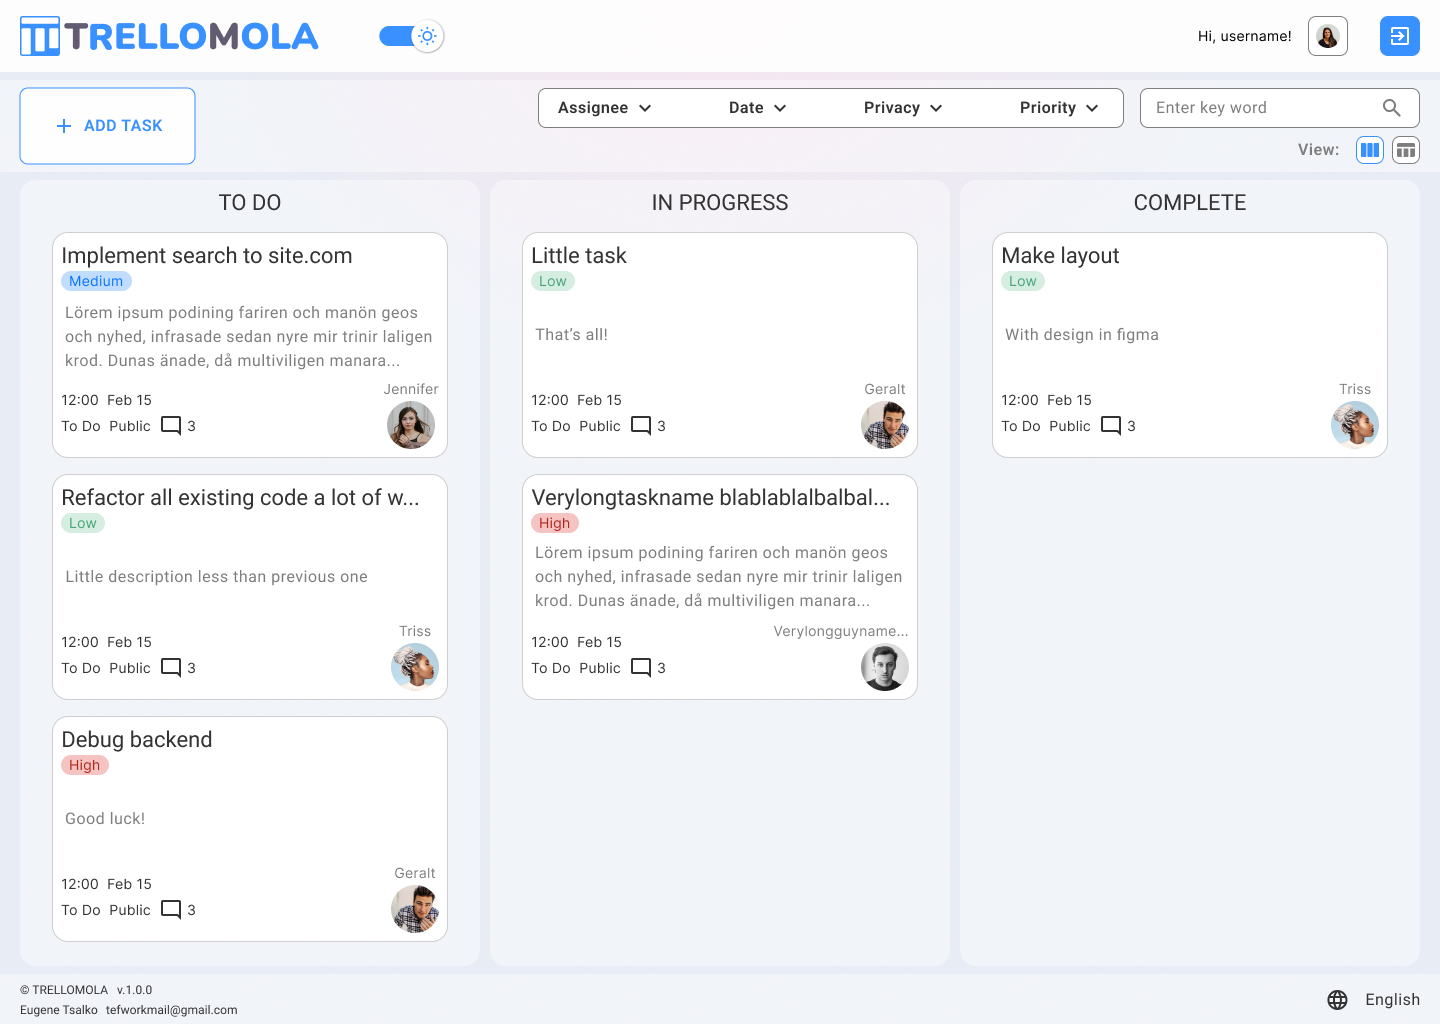 TRELLOMOLA
Hi, username!
ADD TASK
Assignee Date Privacy Priority
Enter key word
View:
TO DO
Implement search to site.com
Medium
Lörem ipsum podining fariren och manön geos
och nyhed, infrasade sedan nyre mir trinir laligen
krod. Dunas änade, då multiviligen manara...
Jennifer
12:00 Feb 15
To Do Public 3
Refactor all existing code a lot of w...
Low
Little description less than previous one
Triss
12:00 Feb 15
To Do Public 3
Debug backend
High
Good luck!
Geralt
12:00 Feb 15
To Do Public 3
IN PROGRESS
Little task
Low
That's all!
Geralt
12:00 Feb 15
To Do Public 3
Verylongtaskname blablablalbalbal...
High
Lörem ipsum podining fariren och manön geos
och nyhed, infrasade sedan nyre mir trinir laligen
krod. Dunas änade, då multiviligen manara...
Verylongguyname...
12:00 Feb 15
To Do Public 3
COMPLETE
Make layout
Low
With design in figma
Triss
12:00 Feb 15
To Do Public 3
© TRELLOMOLA v.1.0.0
Eugene Tsalko tefworkmail@gmail.com
English